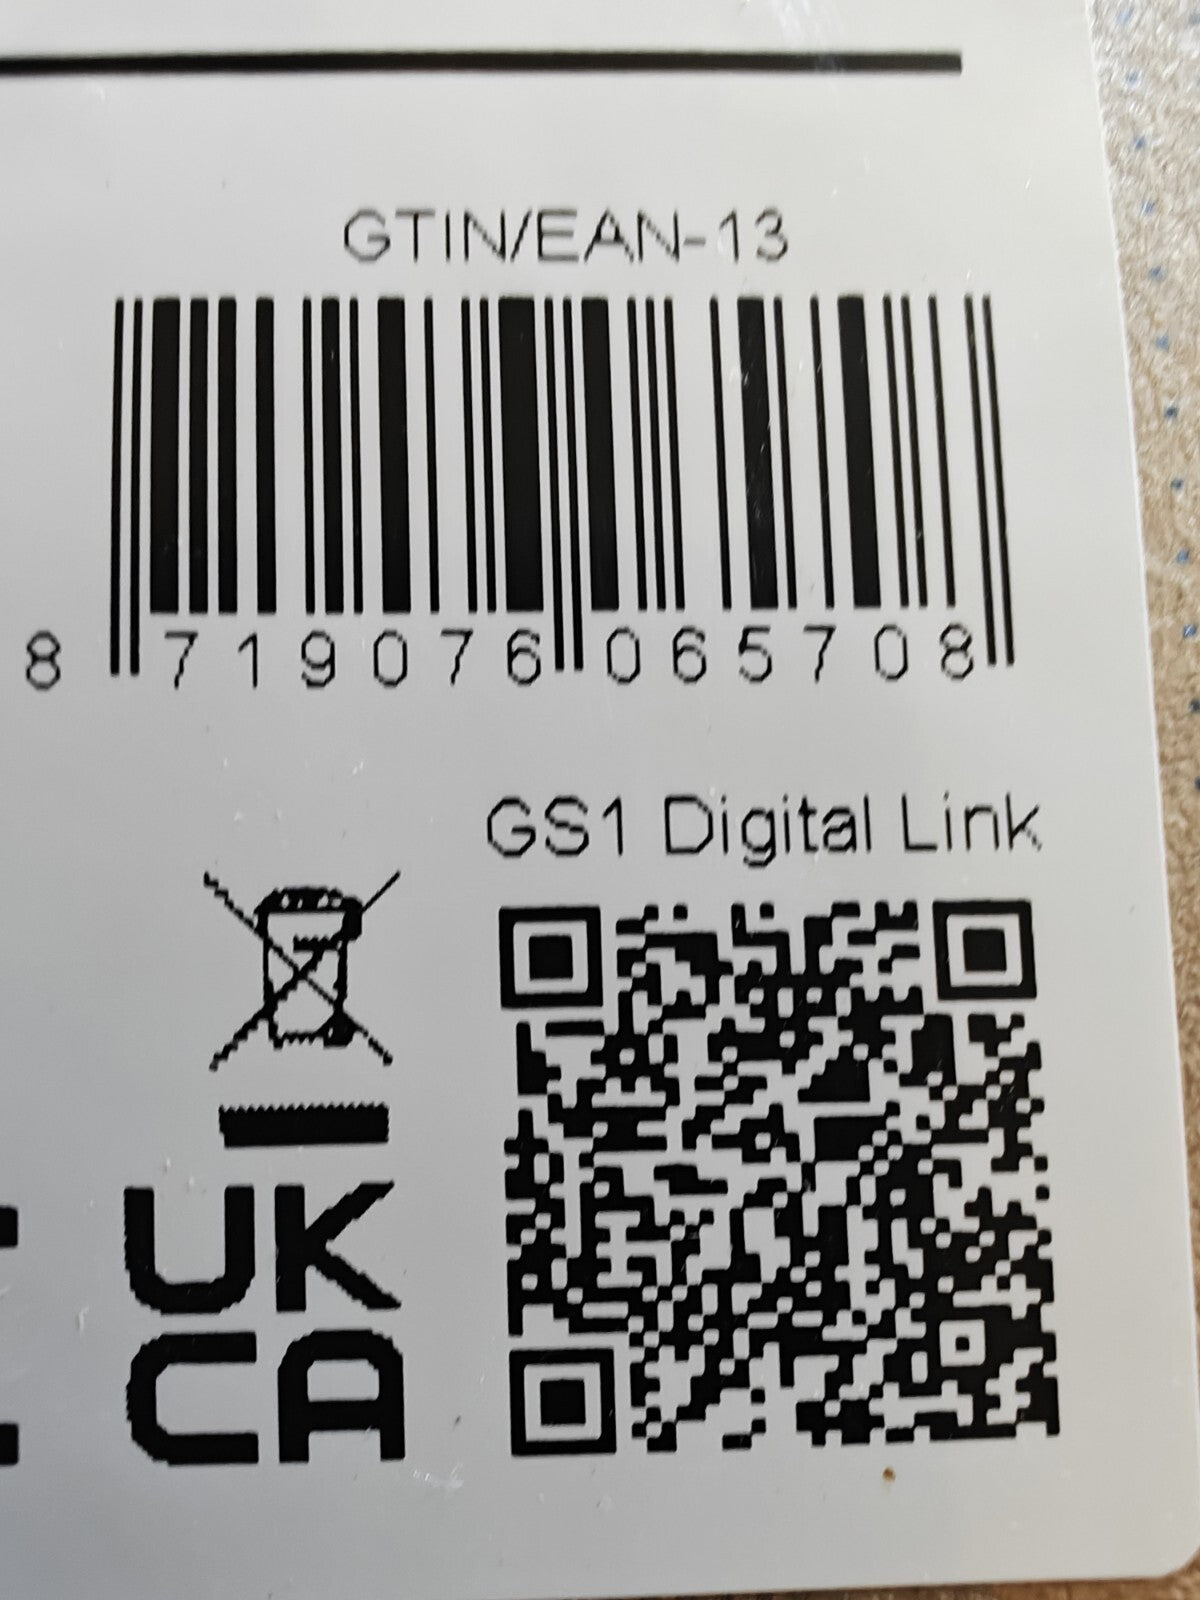 GTIN/EAN-13
8 719076 065708
GS1 Digital Link
UK
CA